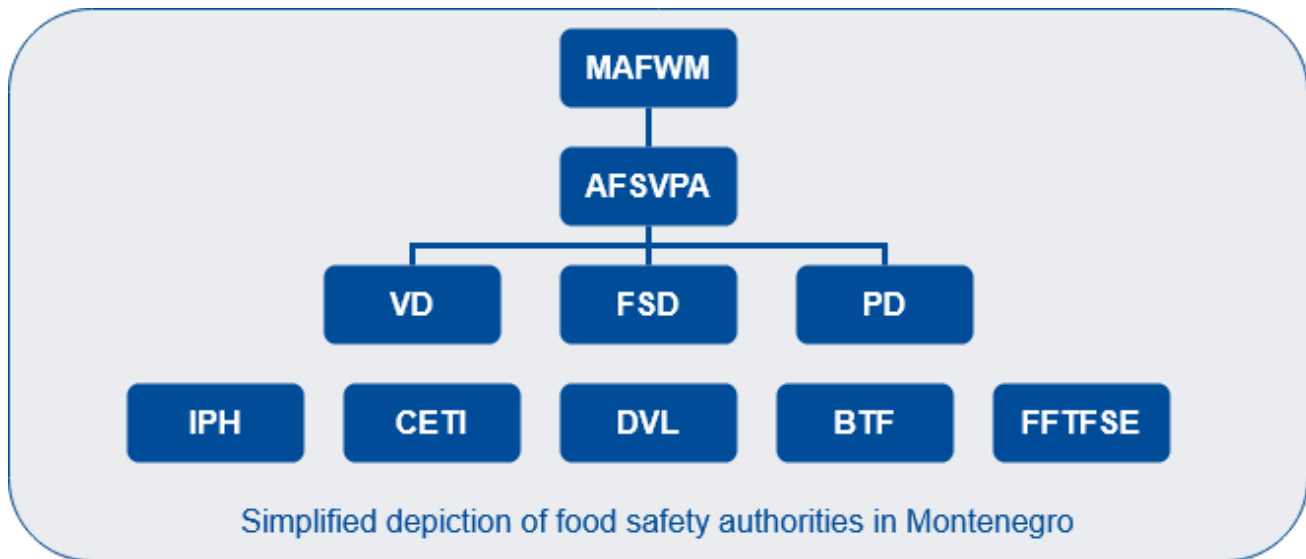 MAFWM
AFSVPA
VD FSD PD
IPH CETI DVL BTF FFTFSE
Simplified depiction of food safety authorities in Montenegro